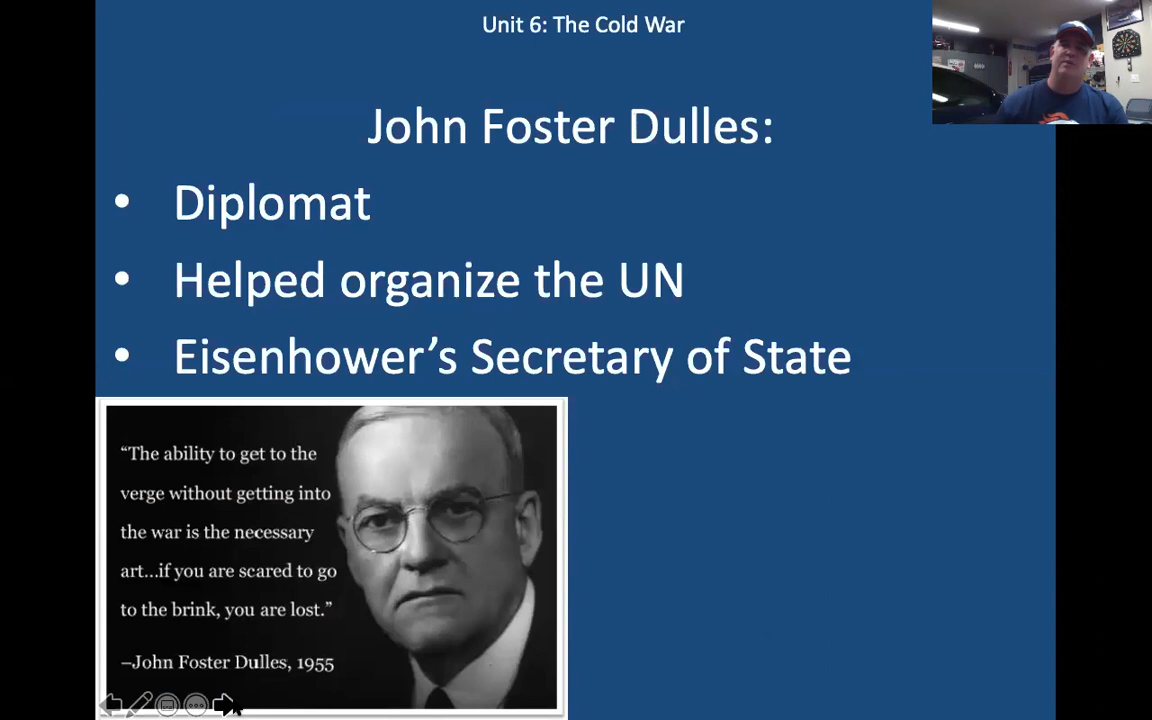 Unit 6: The Cold War
John Foster Dulles:
• Diplomat
• Helped organize the UN
• Eisenhower’s Secretary of State
“The ability to get to the
verge without getting into
the war is the necessary
art...if you are scared to go
to the brink, you are lost.”
–John Foster Dulles, 1955